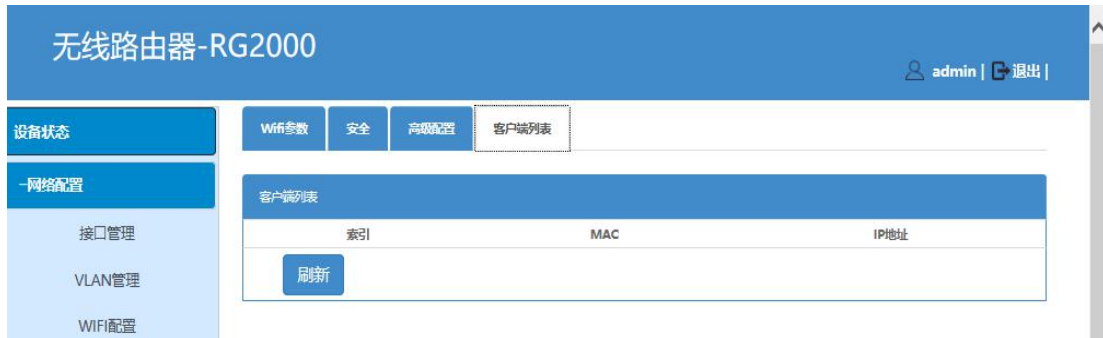 无线路由器-RG2000
admin | 退出 |
设备状态
Wifi参数 安全 高级配置 客户端列表
-网络配置
客户端列表
接口管理
索引 MAC IP地址
刷新
VLAN管理
WIFI配置